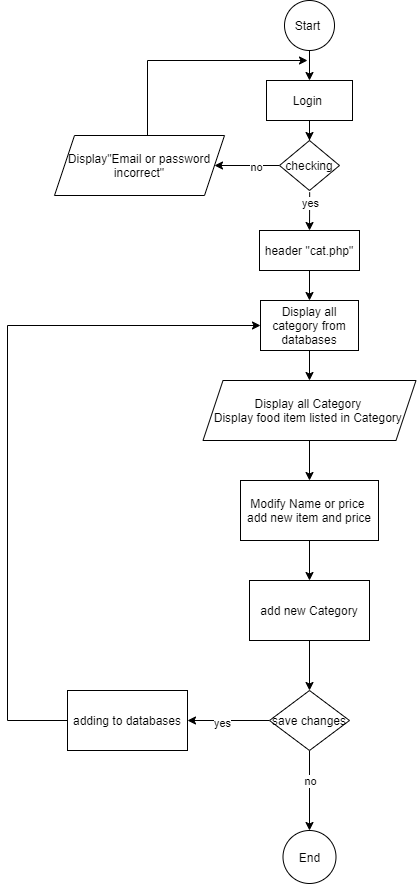 Start
Login
Display"Email or password
incorrect"
no
checking
yes
header "cat.php"
Display all
category from
databases
Display all Category
Display food item listed in Category
Modify Name or price
add new item and price
add new Category
adding to databases
yes
save changes
no
End